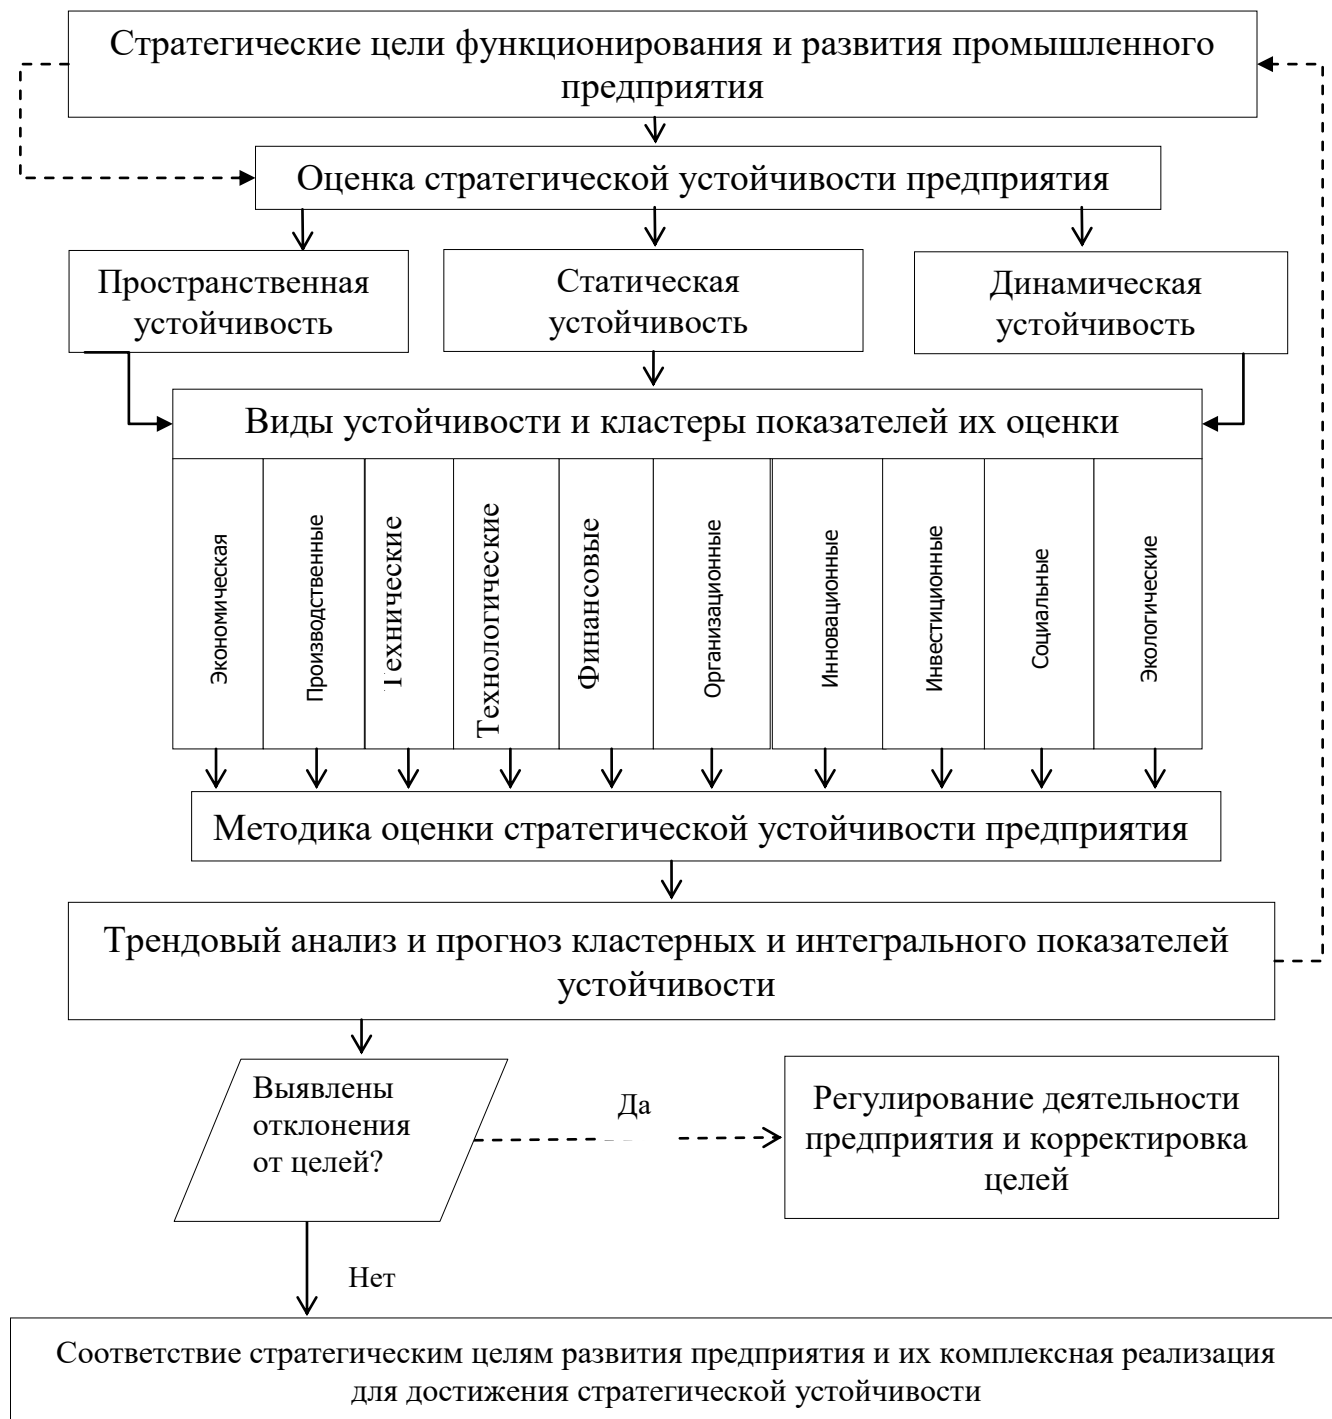 Стратегические цели функционирования и развития промышленного
предприятия
Оценка стратегической устойчивости предприятия
Пространственная
устойчивость
Статическая
устойчивость
Динамическая
устойчивость
Виды устойчивости и кластеры показателей их оценки
Экономическая
Производственные
Технические
Технологические
Финансовые
Организационные
Инновационные
Инвестиционные
Социальные
Экологические
Методика оценки стратегической устойчивости предприятия
Трендовый анализ и прогноз кластерных и интегрального показателей
устойчивости
Выявлены
отклонения
от целей?
Да
Регулирование деятельности
предприятия и корректировка
целей
Нет
Соответствие стратегическим целям развития предприятия и их комплексная реализация
для достижения стратегической устойчивости